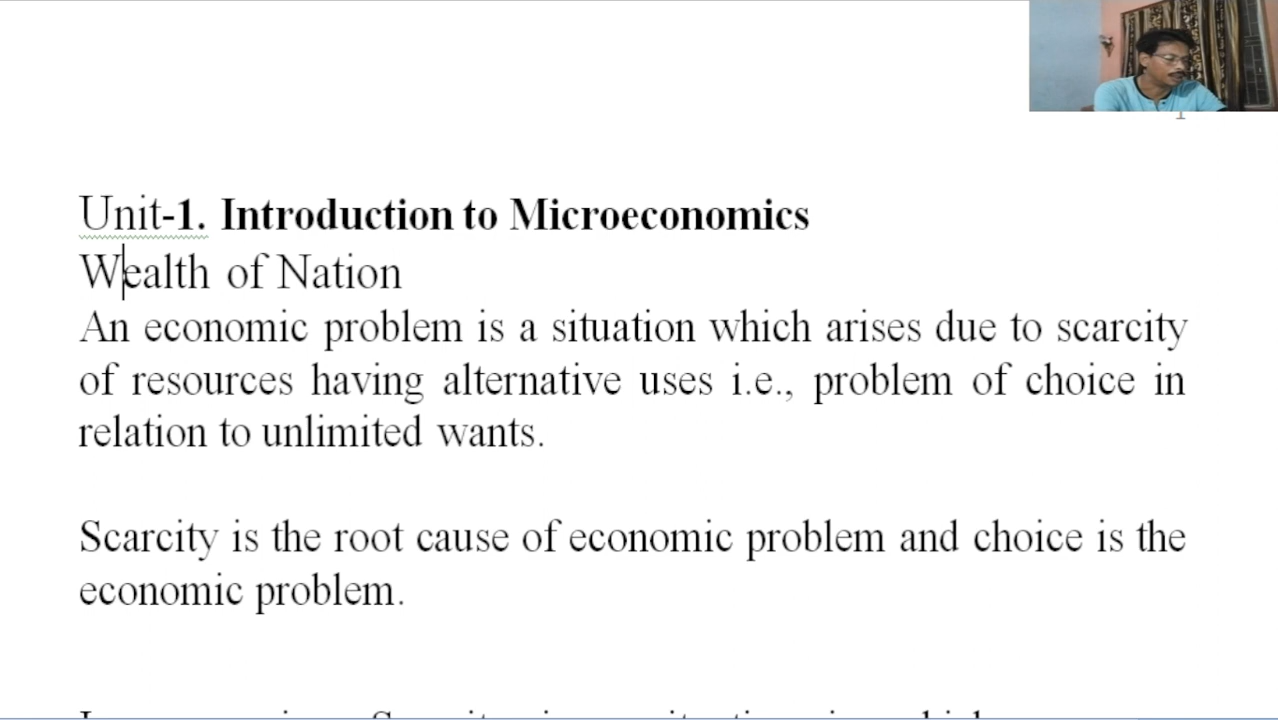 Unit-1. Introduction to Microeconomics
Wealth of Nation
An economic problem is a situation which arises due to scarcity
of resources having alternative uses i.e., problem of choice in
relation to unlimited wants.
Scarcity is the root cause of economic problem and choice is the
economic problem.